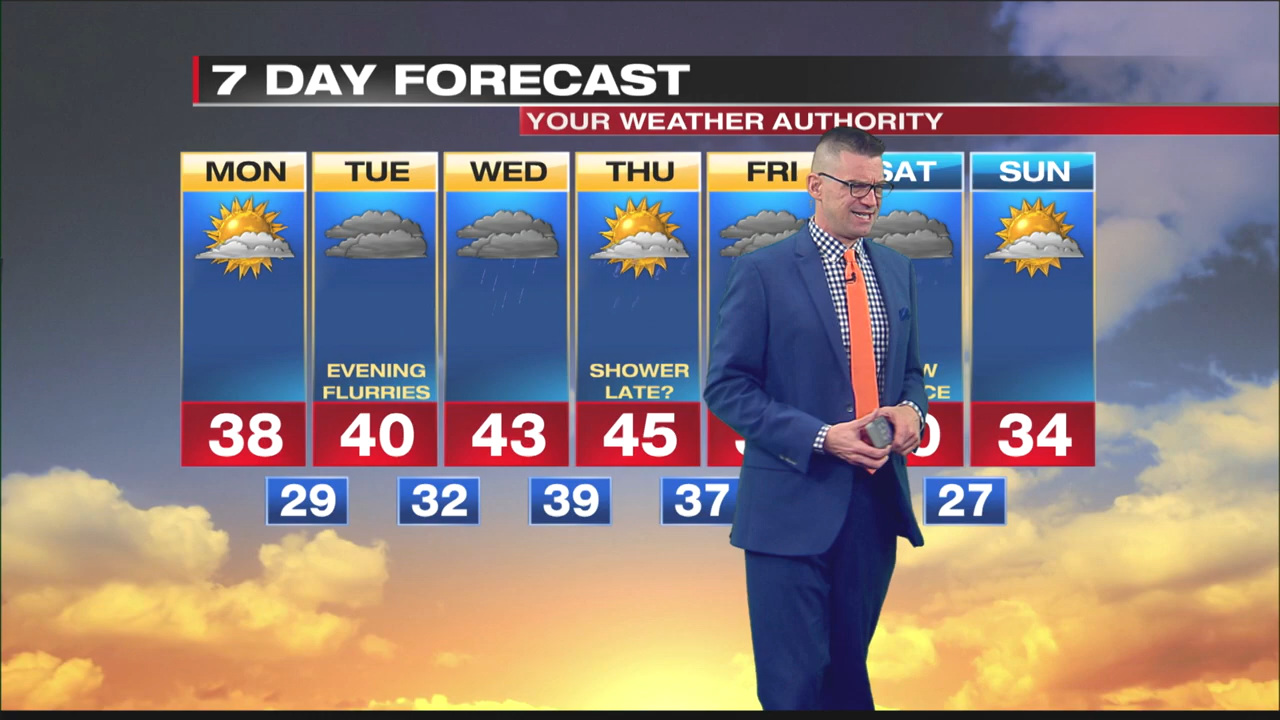 7 DAY FORECAST
YOUR WEATHER AUTHORITY
MON TUE WED THU FRI SAT SUN
EVENING SHOWER
FLURRIES LATE?
38 40 43 45 34
29 32 39 37 27